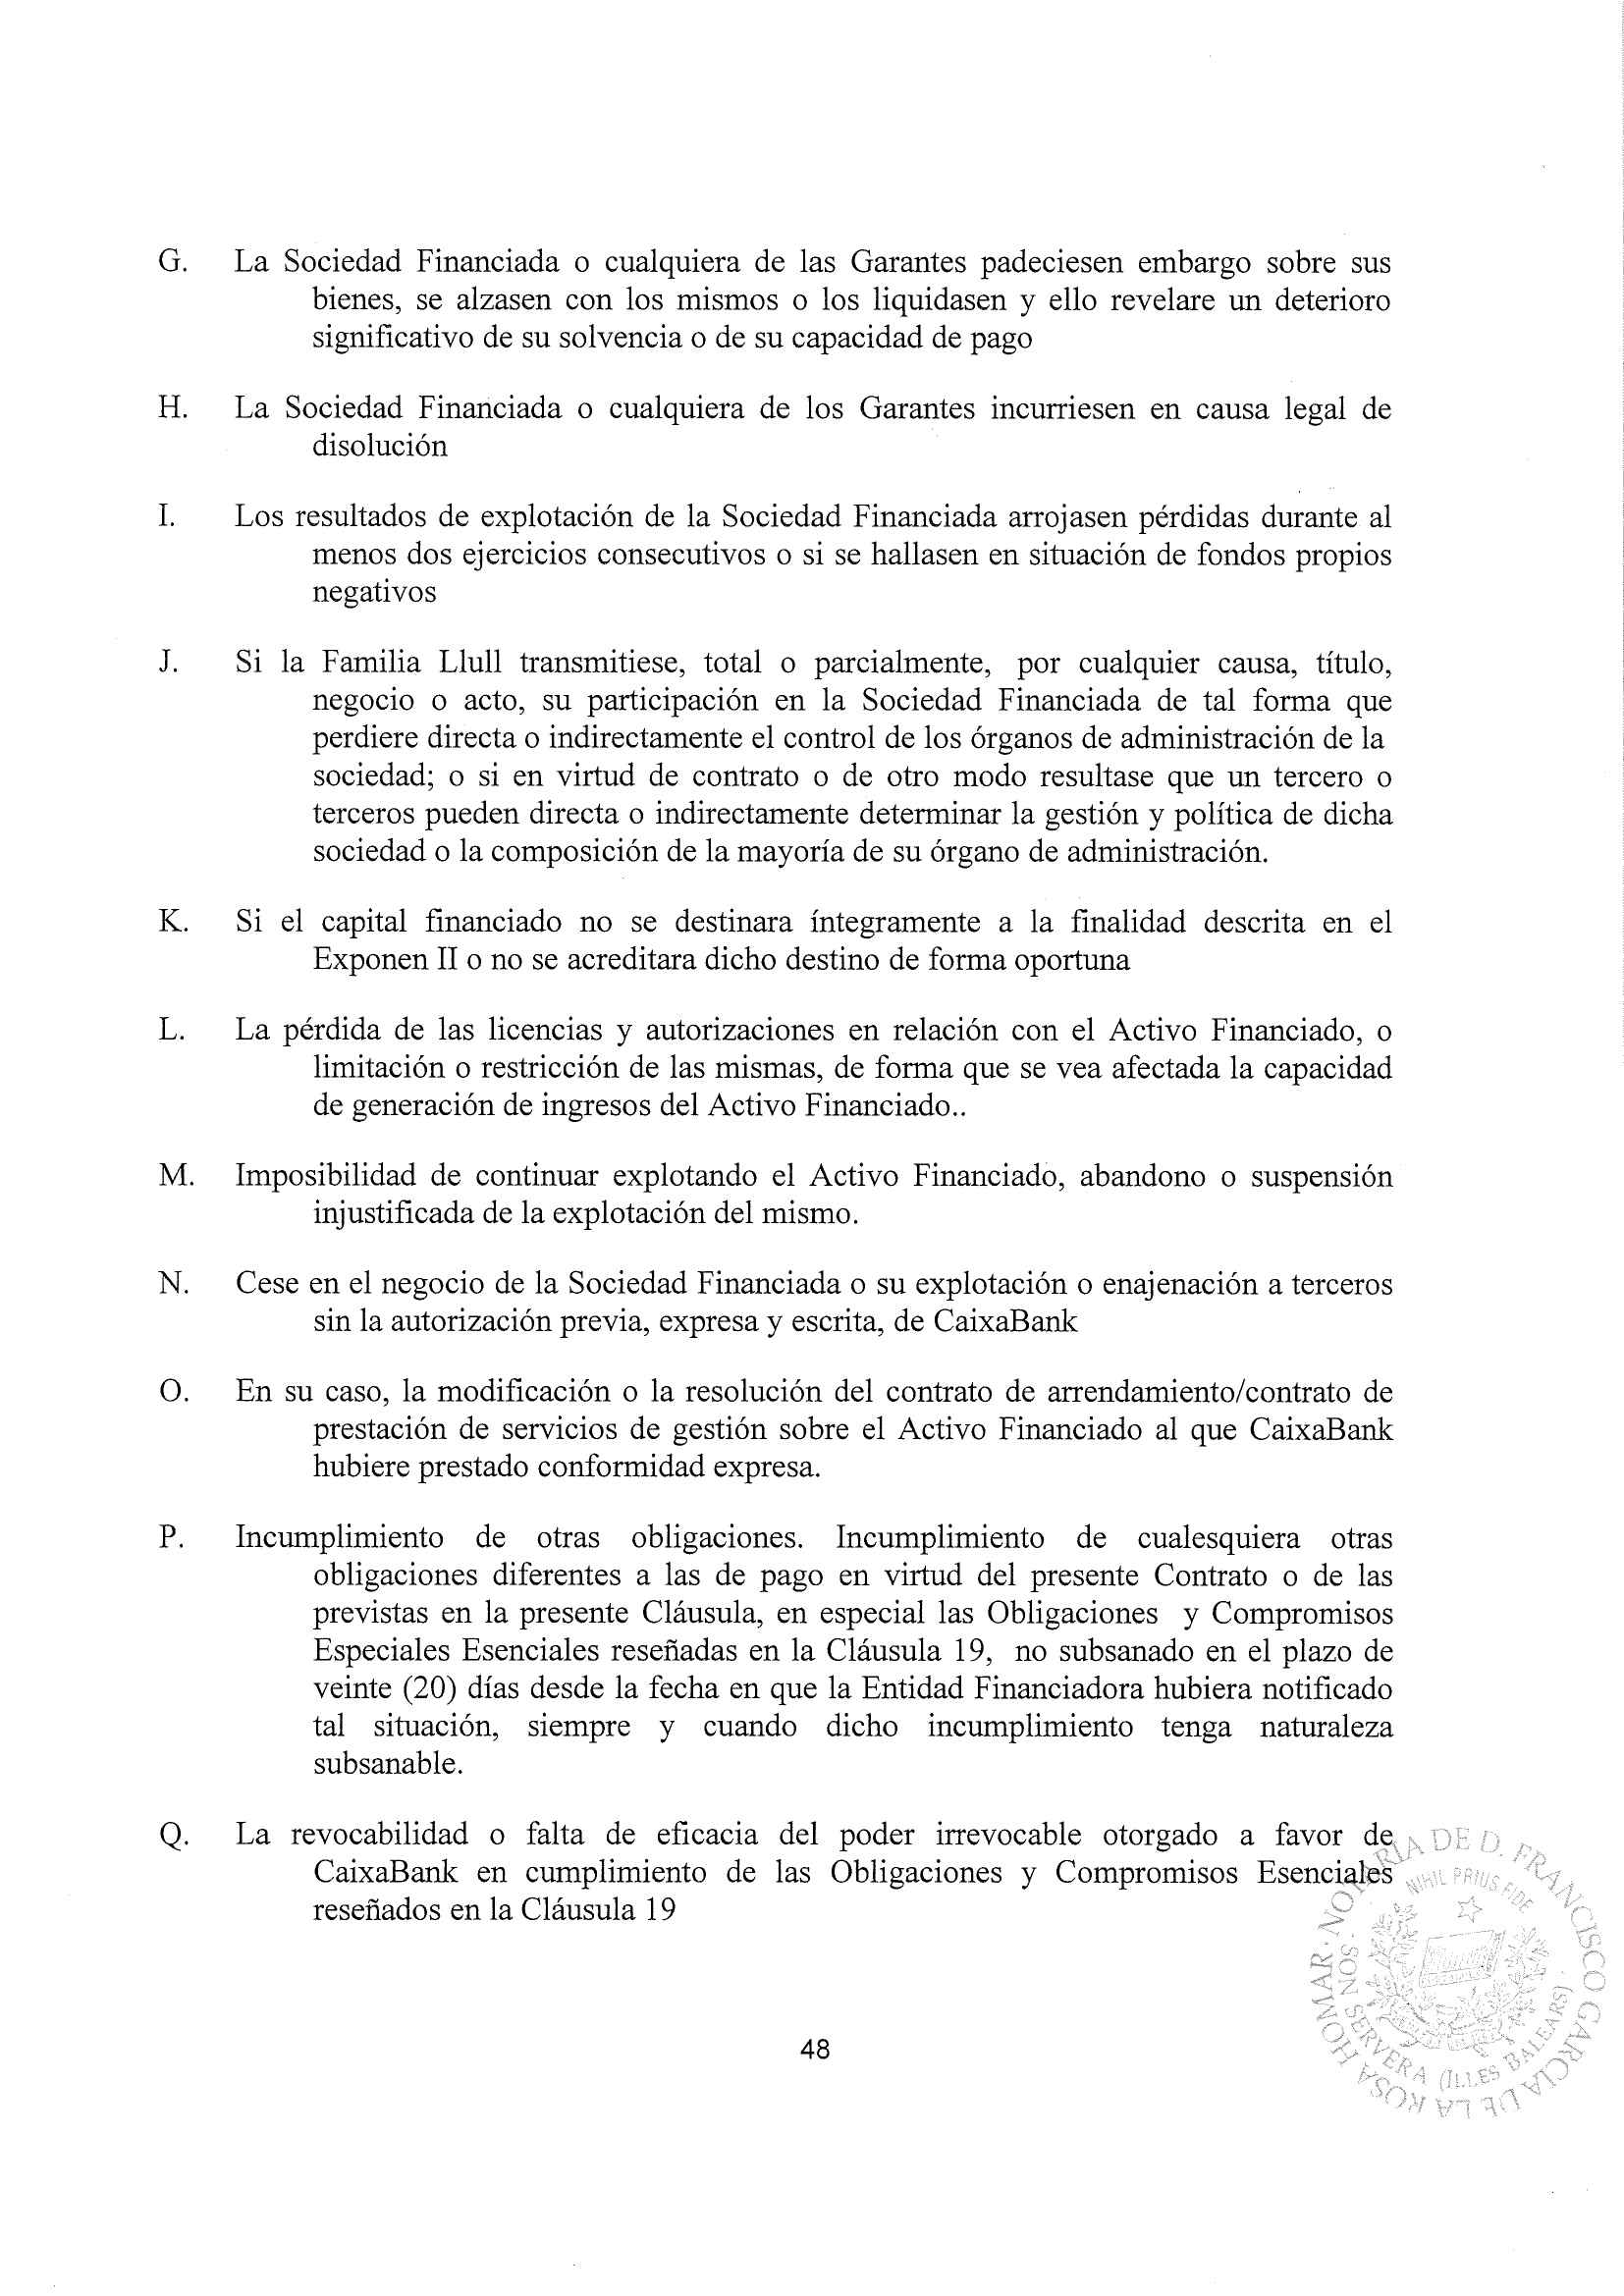 G. La Sociedad Financiada o cualquiera de las Garantes padeciesen embargo sobre sus
bienes, se alzasen con los mismos o los liquidasen y ello revelare un deterioro
significativo de su solvencia o de su capacidad de pago
H. La Sociedad Financiada o cualquiera de los Garantes incurriesen en causa legal de
disolución
I. Los resultados de explotación de la Sociedad Financiada arrojasen pérdidas durante al
menos dos ejercicios consecutivos o si se hallasen en situación de fondos propios
negativos
J. Si la Familia Llull transmitiese, total o parcialmente, por cualquier causa, título,
negocio o acto, su participación en la Sociedad Financiada de tal forma que
perdiere directa o indirectamente el control de los órganos de administración de la
sociedad; o si en virtud de contrato o de otro modo resultase que un tercero o
terceros pueden directa o indirectamente determinar la gestión y política de dicha
sociedad o la composición de la mayoría de su órgano de administración.
K. Si el capital financiado no se destinara íntegramente a la finalidad descrita en el
Exponen II o no se acreditara dicho destino de forma oportuna
L. La pérdida de las licencias y autorizaciones en relación con el Activo Financiado, o
limitación o restricción de las mismas, de forma que se vea afectada la capacidad
de generación de ingresos del Activo Financiado..
M. Imposibilidad de continuar explotando el Activo Financiado, abandono o suspensión
injustificada de la explotación del mismo.
N. Cese en el negocio de la Sociedad Financiada o su explotación o enajenación a terceros
sin la autorización previa, expresa y escrita, de CaixaBank
O. En su caso, la modificación o la resolución del contrato de arrendamiento/contrato de
prestación de servicios de gestión sobre el Activo Financiado al que CaixaBank
hubiere prestado conformidad expresa.
P. Incumplimiento de otras obligaciones. Incumplimiento de cualesquiera otras
obligaciones diferentes a las de pago en virtud del presente Contrato o de las
previstas en la presente Cláusula, en especial las Obligaciones y Compromisos
Especiales Esenciales reseñadas en la Cláusula 19, no subsanado en el plazo de
veinte (20) días desde la fecha en que la Entidad Financiadora hubiera notificado
tal situación, siempre y cuando dicho incumplimiento tenga naturaleza
subsanable.
Q. La revocabilidad o falta de eficacia del poder irrevocable otorgado a favor de
CaixaBank en cumplimiento de las Obligaciones y Compromisos Esenciales
reseñados en la Cláusula 19
NOTARIA DE D. FRANCISCO GARCIA DE LA ROSA HOMAR
NIHIL PRIUS FIDE
SON SERVERA (ILLES BALEARS)
48